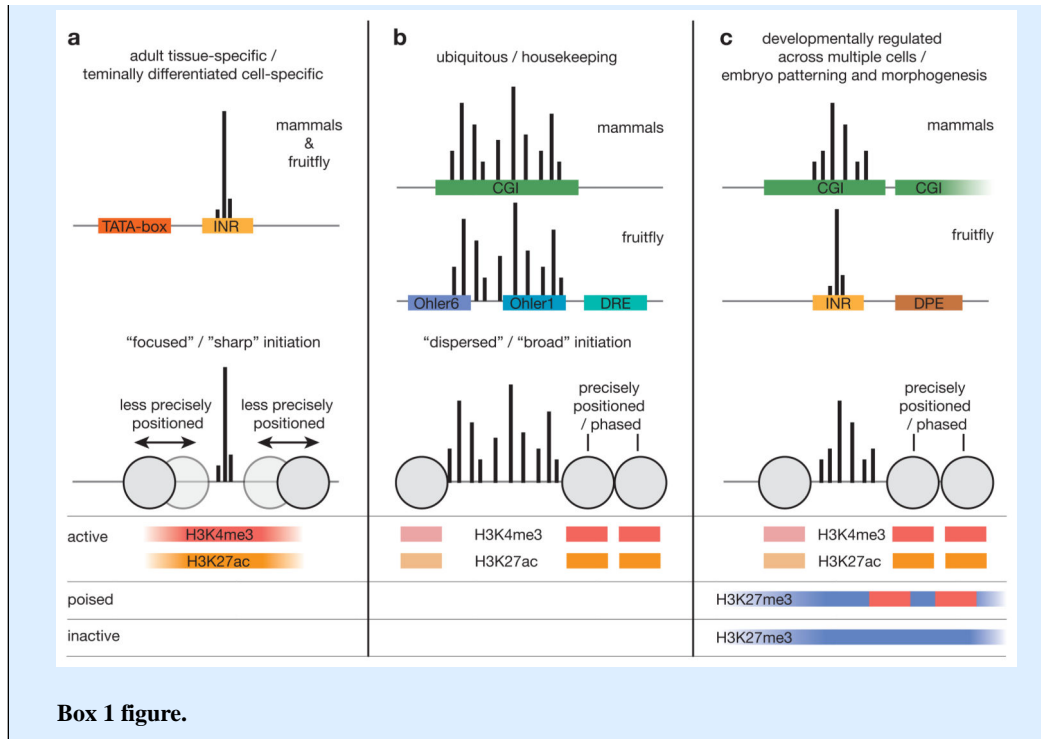 a
adult tissue-specific /
teminally differentiated cell-specific
mammals
&
fruitfly
TATA-box
INR
"focused" / "sharp" initiation
less precisely
positioned
less precisely
positioned
b
ubiquitous / housekeeping
mammals
CGI
fruitfly
Ohler6
Ohler1
DRE
"dispersed" / "broad" initiation
precisely
positioned
/ phased
c
developmentally regulated
across multiple cells /
embryo patterning and morphogenesis
mammals
CGI
CGI
fruitfly
INR
DPE
precisely
positioned
/ phased
active
H3K4me3
H3K27ac
H3K4me3
H3K27ac
H3K4me3
H3K27ac
poised
H3K27me3
inactive
H3K27me3
Box 1 figure.